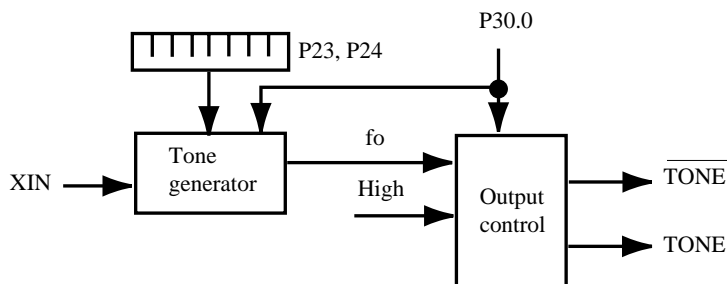 P30.0
P23, P24
Tone
generator
fo
XIN
High
Output
control
TONE
TONE